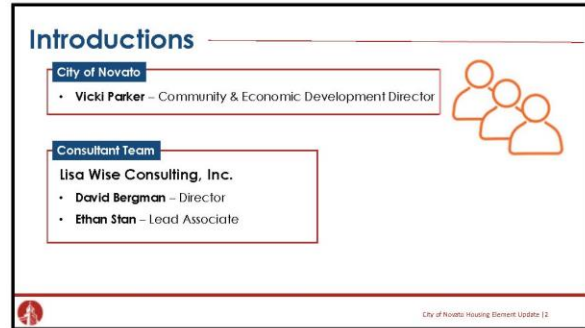 Introductions
City of Novato
• Vicki Parker – Community & Economic Development Director
Consultant Team
Lisa Wise Consulting, Inc.
• David Bergman – Director
• Ethan Stan – Lead Associate
City of Novato Housing Element Update |2